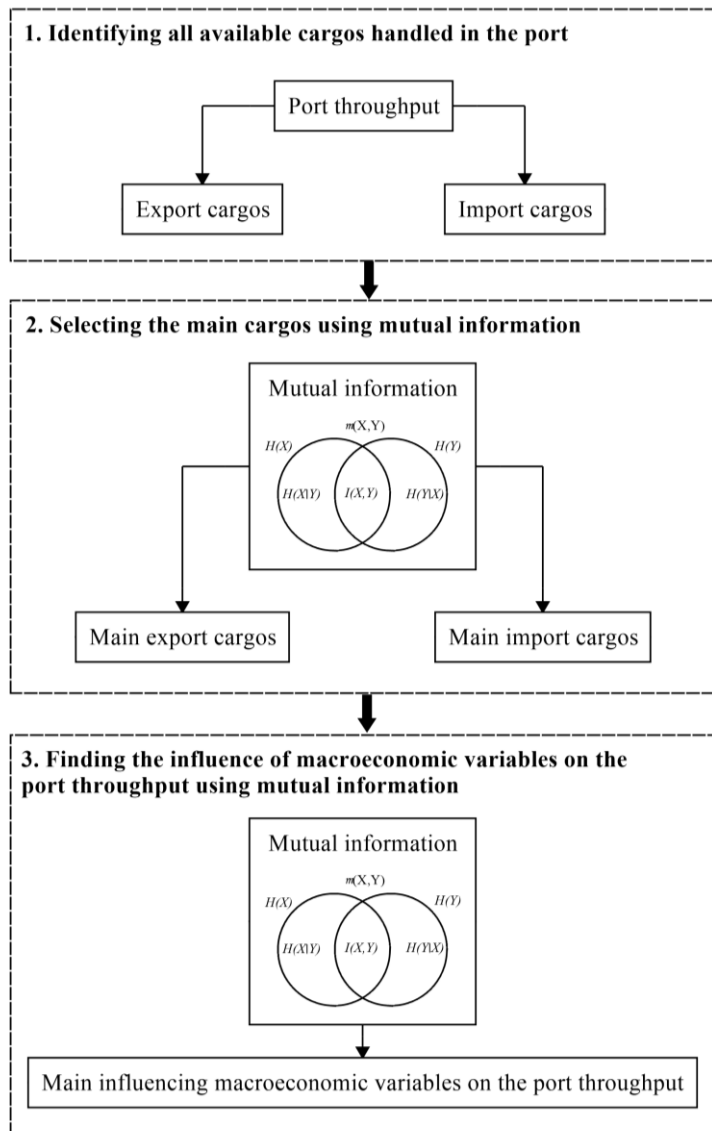 1. Identifying all available cargos handled in the port
Port throughput
Export cargos
Import cargos
2. Selecting the main cargos using mutual information
Mutual information
m(X,Y)
H(X)
H(Y)
H(X\Y)
I(X,Y)
H(Y\X)
Main export cargos
Main import cargos
3. Finding the influence of macroeconomic variables on the
port throughput using mutual information
Mutual information
m(X,Y)
H(X)
H(Y)
H(X\Y)
I(X,Y)
H(Y\X)
Main influencing macroeconomic variables on the port throughput